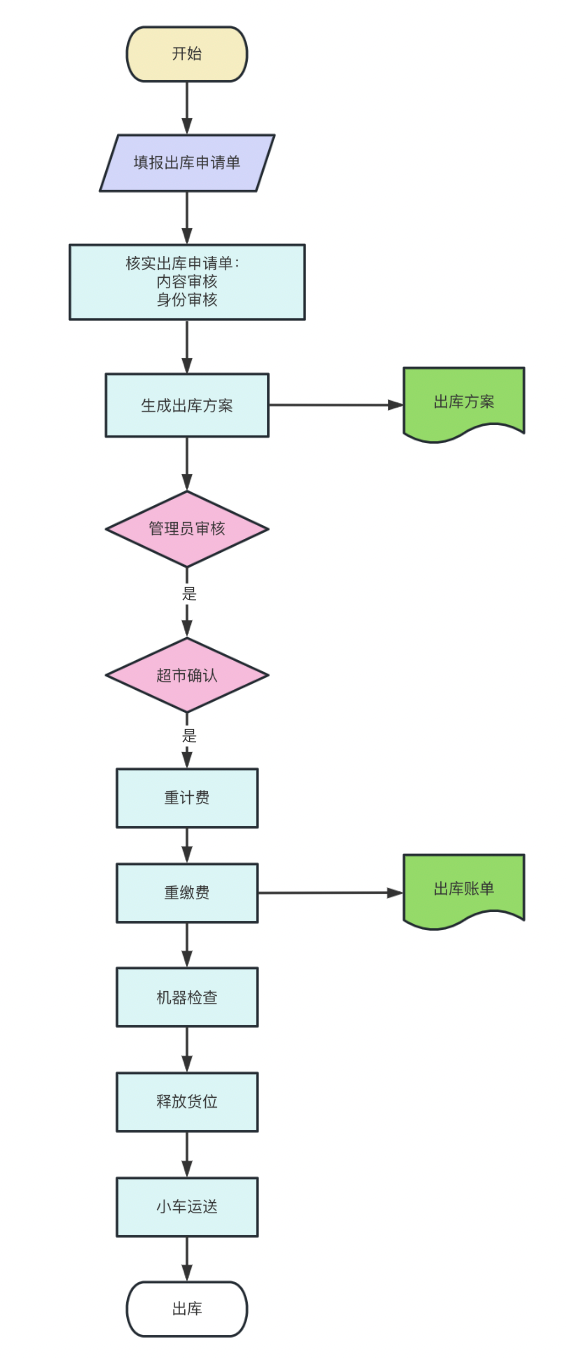 开始
填报出库申请单
核实出库申请单：
内容审核
身份审核
生成出库方案
出库方案
管理员审核
是
超市确认
是
重计费
重缴费
出库账单
机器检查
释放货位
小车运送
出库